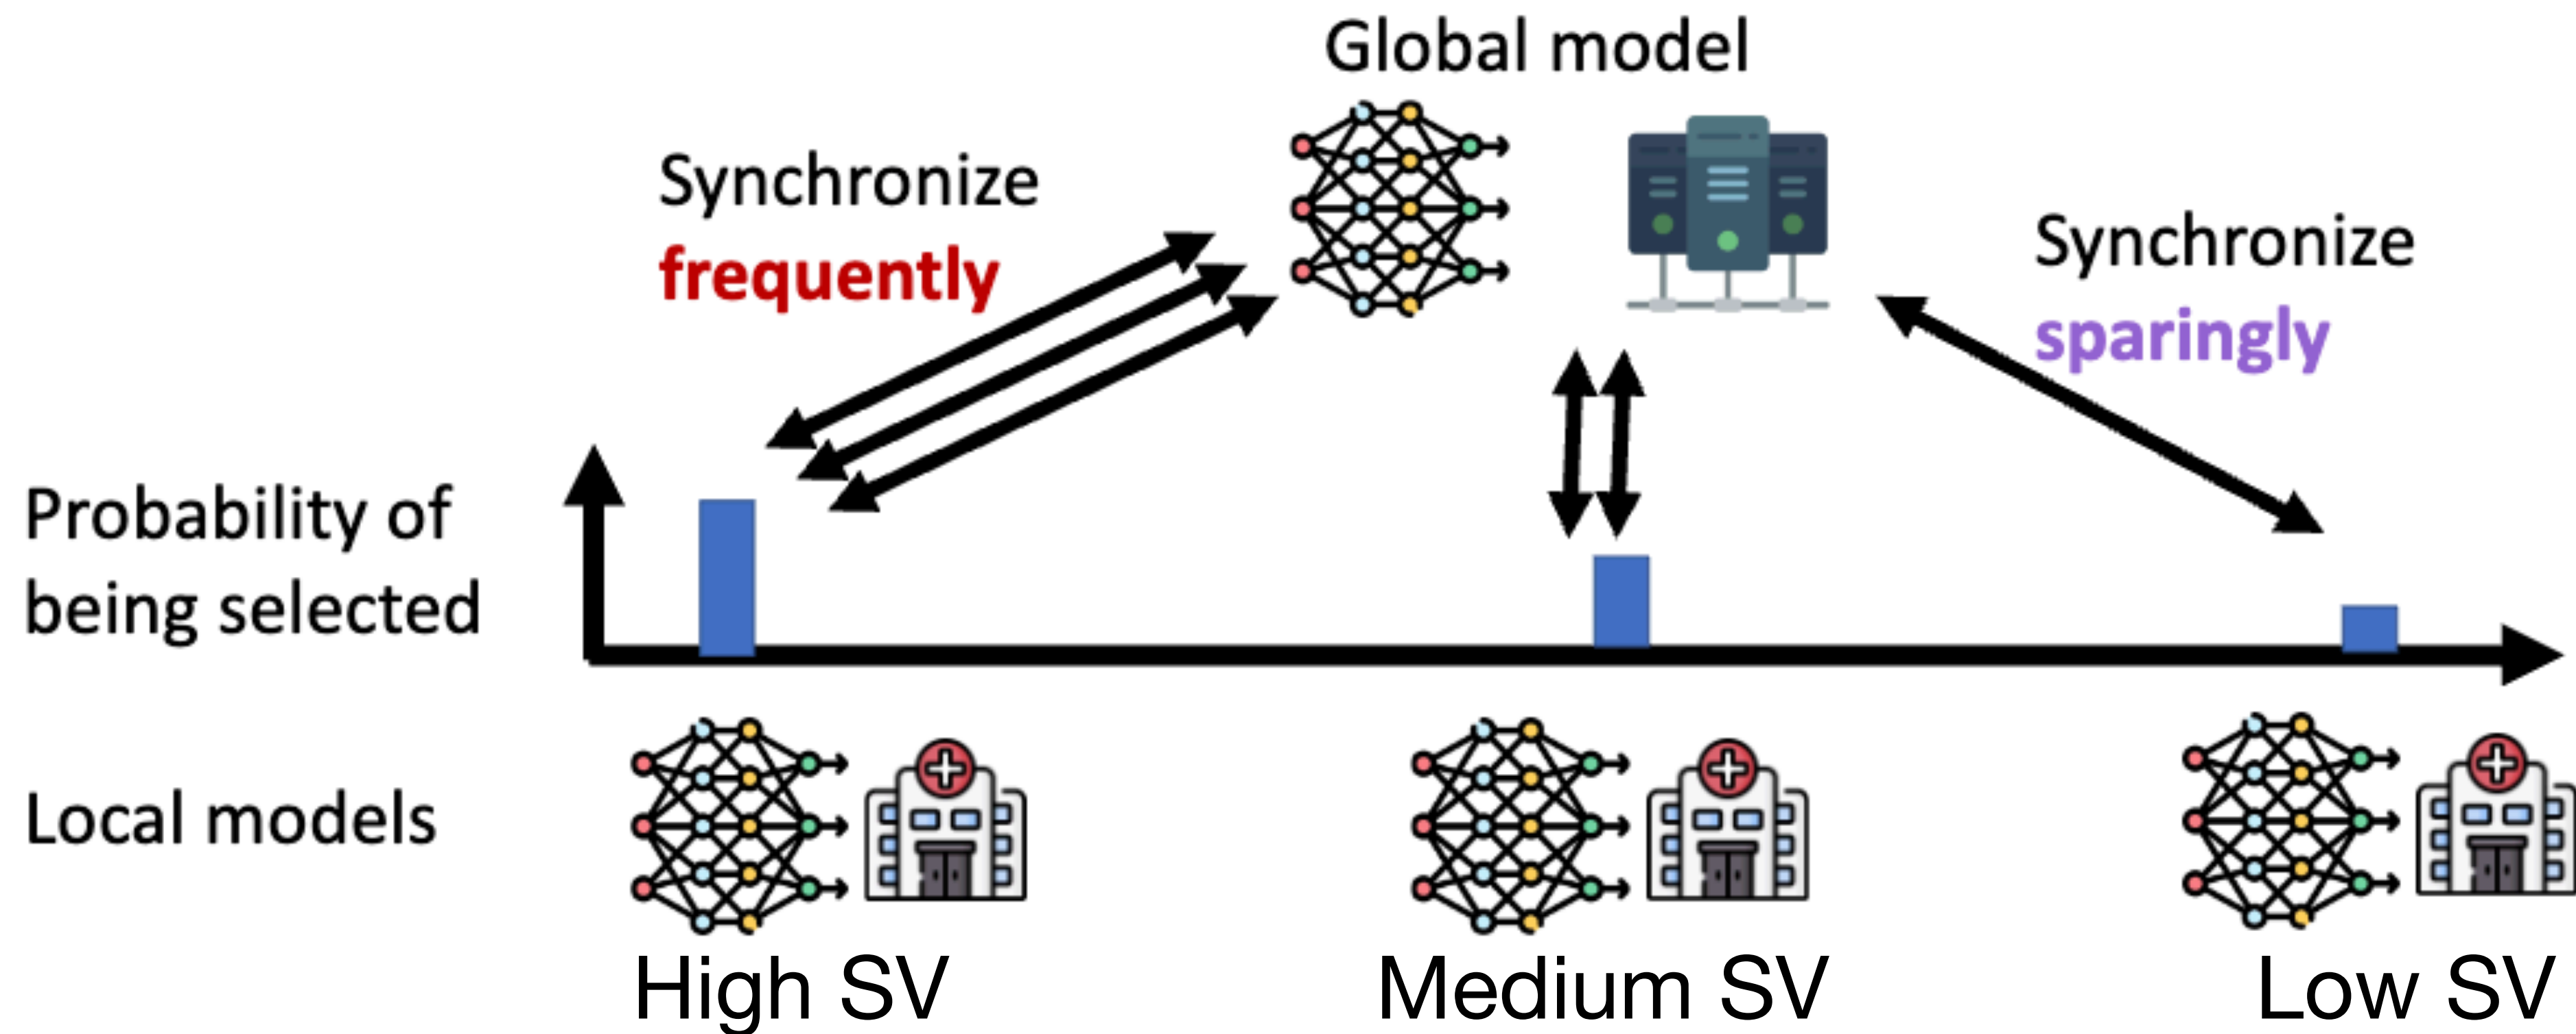 Global model
Synchronize
frequently
Synchronize
sparingly
Probability of
being selected
Local models
High SV
Medium SV
Low SV